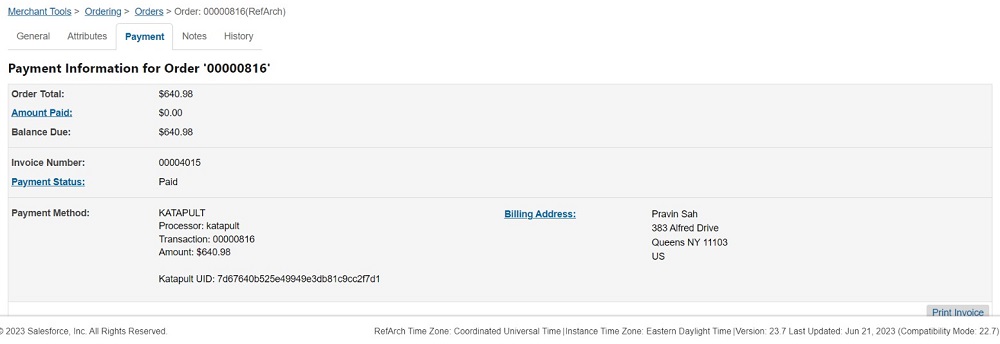 Merchant Tools > Ordering > Orders > Order: 00000816(RefArch)
General Attributes Payment Notes History
Payment Information for Order '00000816'
Order Total: $640.98
Amount Paid: $0.00
Balance Due: $640.98
Invoice Number: 00004015
Payment Status: Paid
Payment Method: KATAPULT
Processor: katapult
Transaction: 00000816
Amount: $640.98
Katapult UID: 7d67640b525e49949e3db81c9cc2f7d1
Billing Address: Pravin Sah
383 Alfred Drive
Queens NY 11103
US
Print Invoice
© 2023 Salesforce, Inc. All Rights Reserved. RefArch Time Zone: Coordinated Universal Time | Instance Time Zone: Eastern Daylight Time | Version: 23.7 Last Updated: Jun 21, 2023 (Compatibility Mode: 22.7)